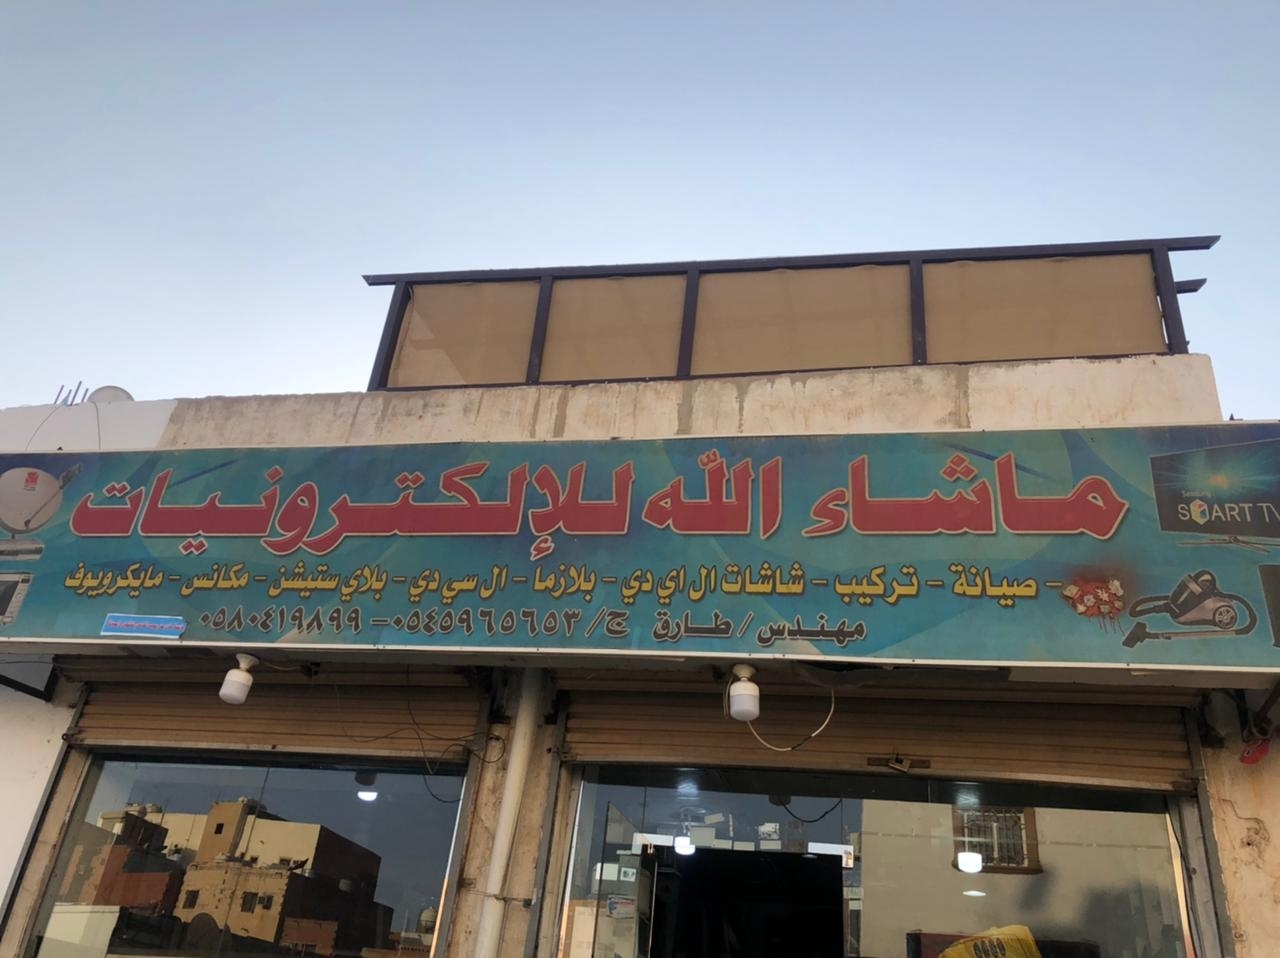 ماشاء الله للإلكترونيات
Samsung
SMART TV
- صيانة - تركيب - شاشات ال اي دي - بلازما - ال سي دي - بلاي ستيشن - مكانس - مايكرويوف
مهندس / طارق ج/ ٠٥٤٥٩٦٥٦٥٣ - ٠٥٨٠٤١٩٨٩٩